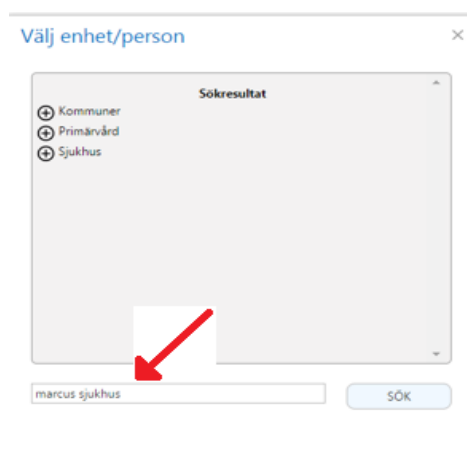 Välj enhet/person
Sökresultat
Kommuner
Primärvård
Sjukhus
marcus sjukhus
SÖK